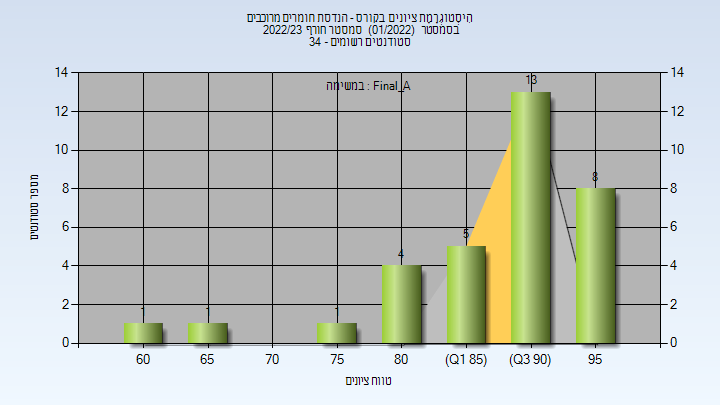 היסטוגרמת ציונים בקורס - הנדסת חומרים מרוכבים
בסמסטר (01/2022) סמסטר חורף 2022/23
סטודנטים רשומים - 34
במשימה : Final_A
מספר סטודנטים
14 14
12 12
10 10
8 8
6 6
4 4
2 2
0 0
1 1 1 4 5 13 8
60 65 70 75 80 (Q1 85) (Q3 90) 95
טווח ציונים